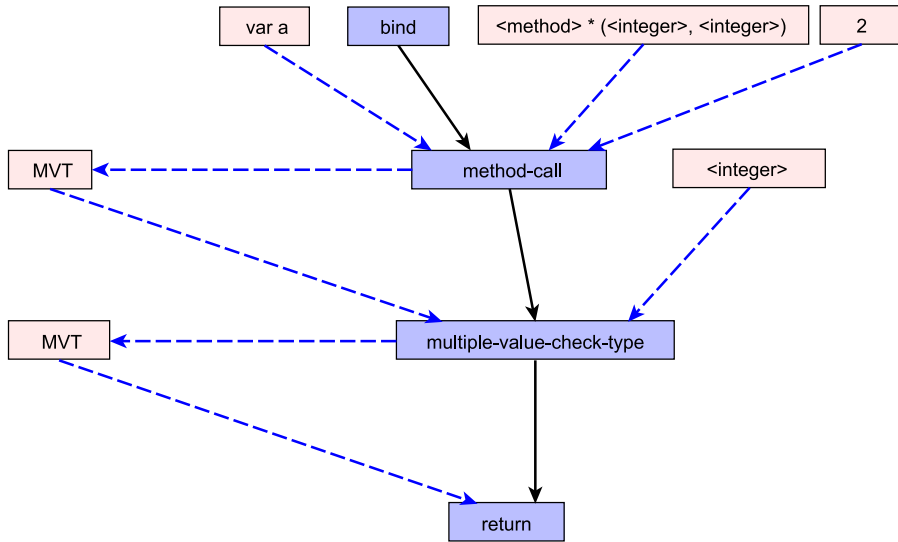 var a
bind
<method> * (<integer>, <integer>)
2
MVT
method-call
<integer>
MVT
multiple-value-check-type
return